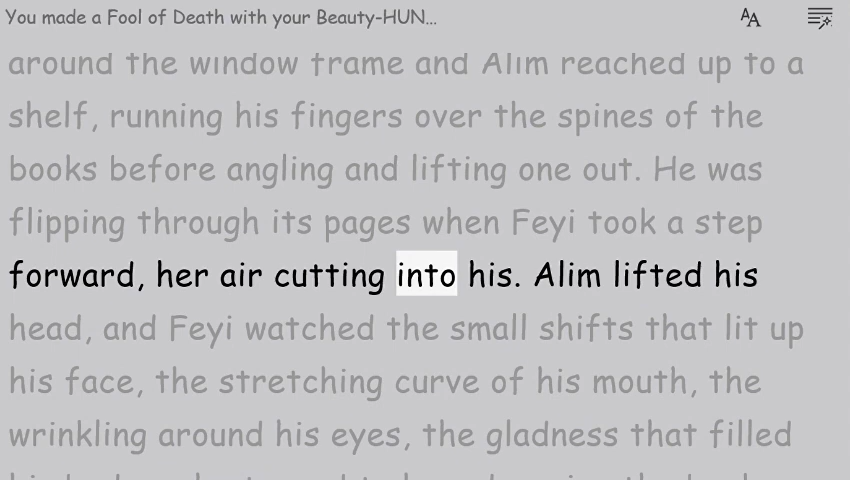 You made a Fool of Death with your Beauty-HUN...
AA
around the window frame and Alim reached up to a
shelf, running his fingers over the spines of the
books before angling and lifting one out. He was
flipping through its pages when Feyi took a step
forward, her air cutting into his. Alim lifted his
head, and Feyi watched the small shifts that lit up
his face, the stretching curve of his mouth, the
wrinkling around his eyes, the gladness that filled